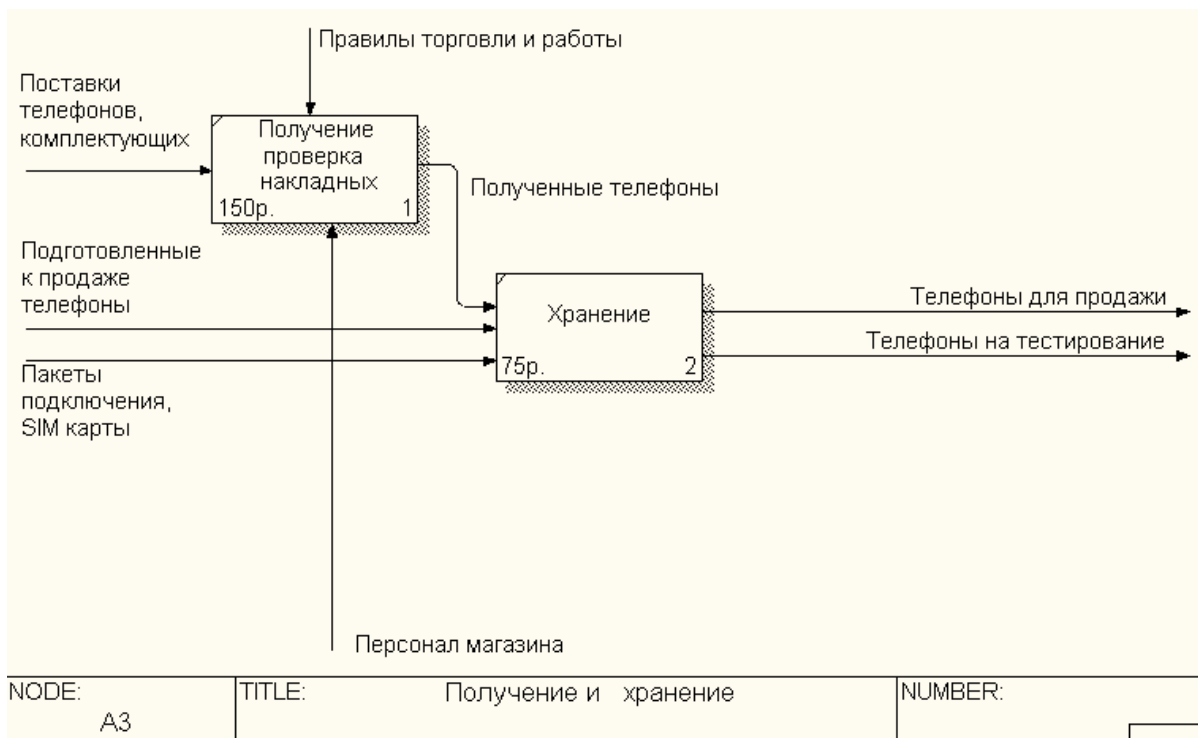 Правилы торговли и работы
Поставки
телефонов,
комплектующих
Получение
проверка
накладных
150р. 1
Полученные телефоны
Подготовленные
к продаже
телефоны
Хранение
75р. 2
Телефоны для продажи
Телефоны на тестирование
Пакеты
подключения,
SIM карты
Персонал магазина
NODE: TITLE: Получение и хранение NUMBER:
A3